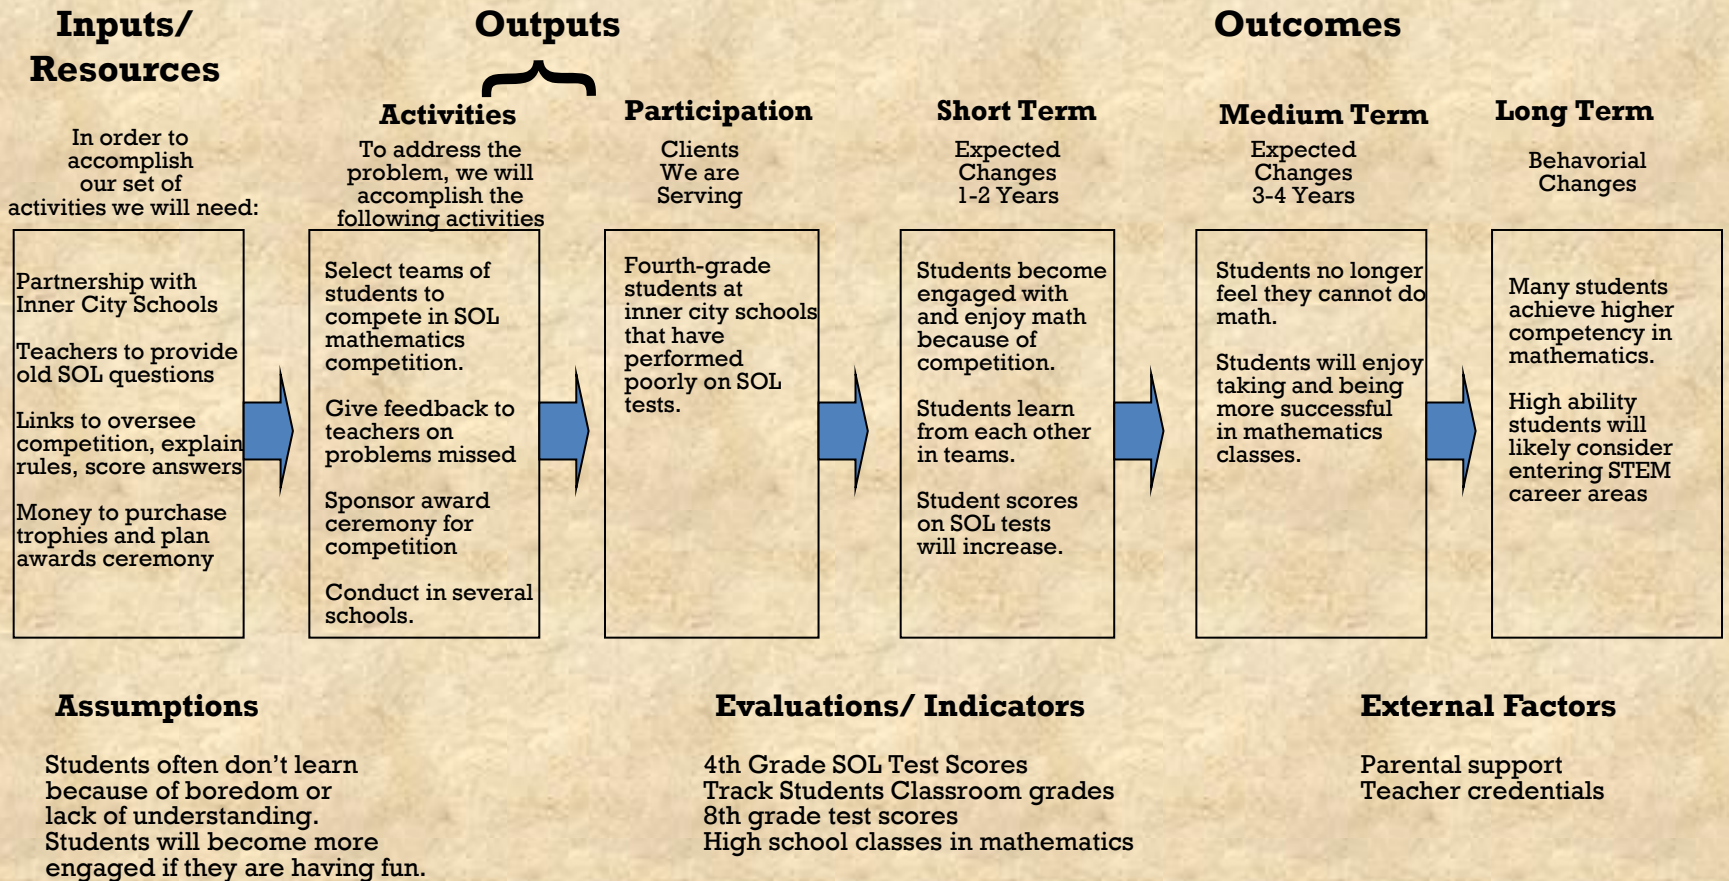 Inputs/
Resources
In order to
accomplish
our set of
activities we will need:
Partnership with
Inner City Schools
Teachers to provide
old SOL questions
Links to oversee
competition, explain
rules, score answers
Money to purchase
trophies and plan
awards ceremony
Outputs
Activities
To address the
problem, we will
accomplish the
following activities
Select teams of
students to
compete in SOL
mathematics
competition.
Give feedback to
teachers on
problems missed
Sponsor award
ceremony for
competition
Conduct in several
schools.
Participation
Clients
We are
Serving
Fourth-grade
students at
inner city schools
that have
performed
poorly on SOL
tests.
Outcomes
Short Term
Expected
Changes
1-2 Years
Students become
engaged with
and enjoy math
because of
competition.
Students learn
from each other
in teams.
Student scores
on SOL tests
will increase.
Medium Term
Expected
Changes
3-4 Years
Students no longer
feel they cannot do
math.
Students will enjoy
taking and being
more successful
in mathematics
classes.
Long Term
Behavorial
Changes
Many students
achieve higher
competency in
mathematics.
High ability
students will
likely consider
entering STEM
career areas
Assumptions
Students often don’t learn
because of boredom or
lack of understanding.
Students will become more
engaged if they are having fun.
Evaluations/ Indicators
4th Grade SOL Test Scores
Track Students Classroom grades
8th grade test scores
High school classes in mathematics
External Factors
Parental support
Teacher credentials